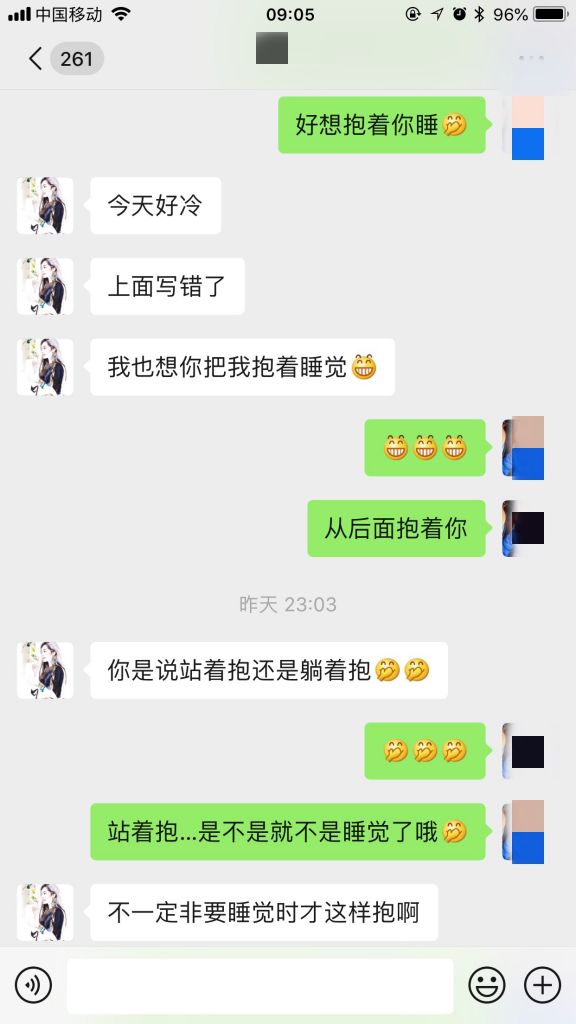 中国移动 09:05 96%
261
好想抱着你睡🤭
今天好冷
上面写错了
我也想你把我抱着睡觉😁
😁😁😁
从后面抱着你
昨天 23:03
你是说站着抱还是躺着抱🤭🤭
🤭🤭🤭
站着抱...是不是就不是睡觉了哦🤭
不一定非要睡觉时才这样抱啊